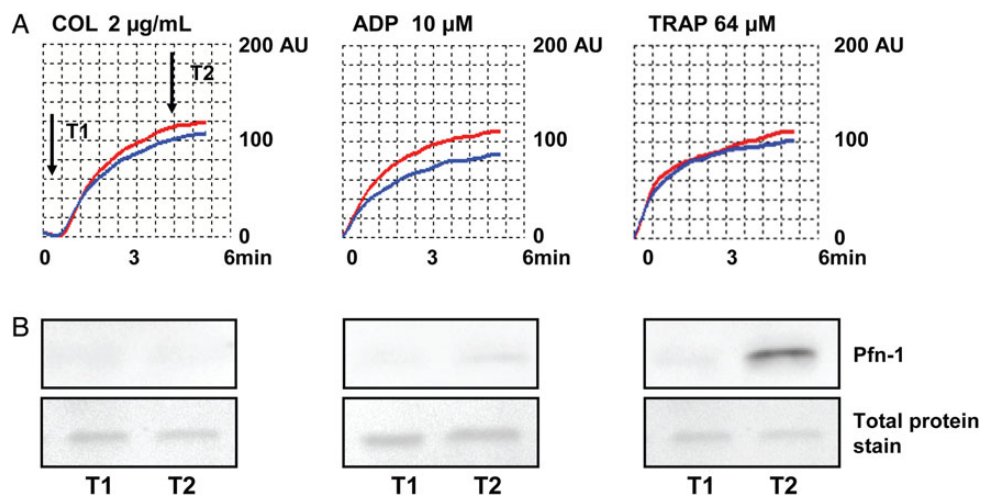 A
COL 2 µg/mL
ADP 10 µM
TRAP 64 µM
200 AU
200 AU
200 AU
T2
T1
100
100
100
0
0
0
0 3 6min
0 3 6min
0 3 6min
B
Pfn-1
Total protein
stain
T1 T2
T1 T2
T1 T2